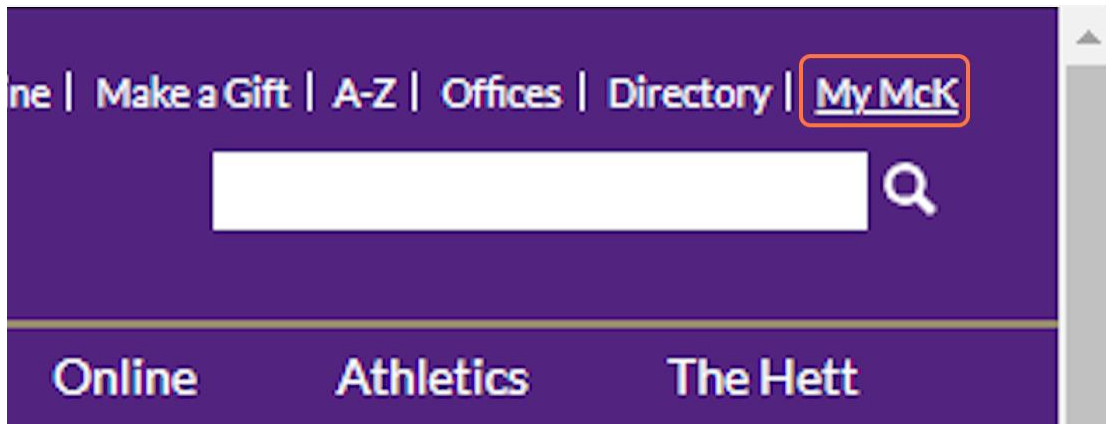 ne | Make a Gift | A-Z | Offices | Directory | My McK
Online Athletics The Hett